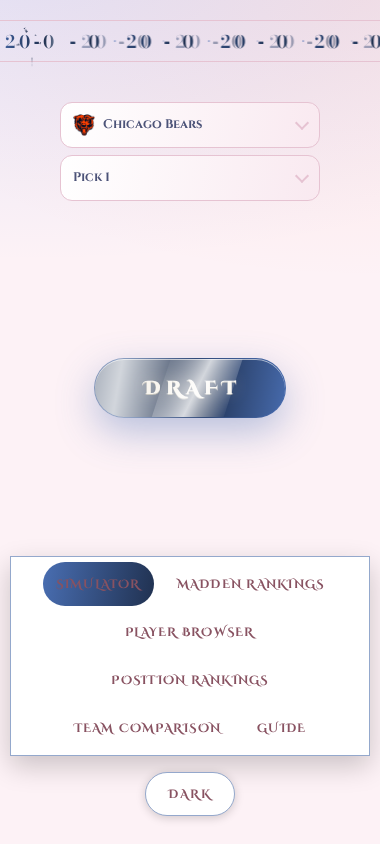 Chicago Bears
Pick 1
DRAFT
SIMULATOR MADDEN RANKINGS
PLAYER BROWSER
POSITION RANKINGS
TEAM COMPARISON GUIDE
DARK